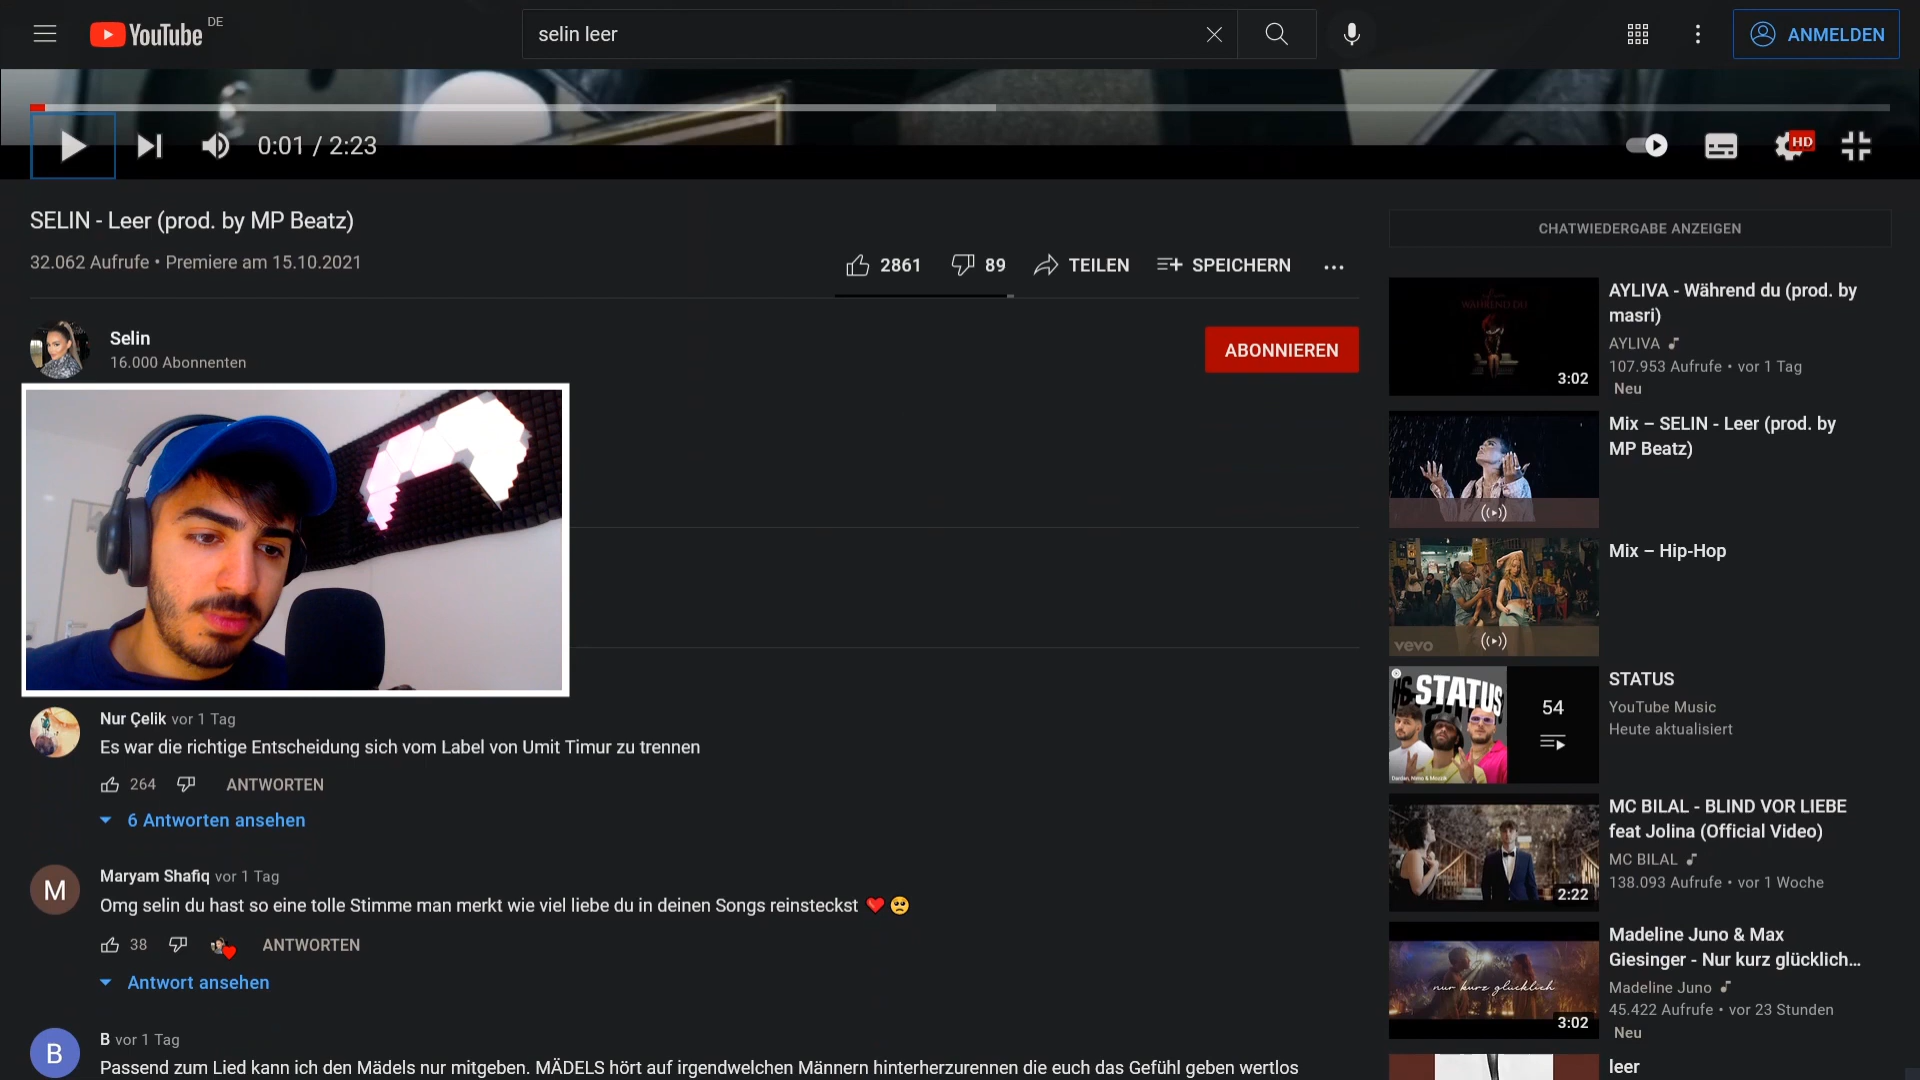 YouTube DE
selin leer
ANMELDEN
0:01 / 2:23
HD
SELIN - Leer (prod. by MP Beatz)
32.062 Aufrufe • Premiere am 15.10.2021
2861
89
TEILEN
SPEICHERN
Selin
16.000 Abonnenten
ABONNIEREN
Nur Çelik vor 1 Tag
Es war die richtige Entscheidung sich vom Label von Umit Timur zu trennen
264
ANTWORTEN
6 Antworten ansehen
M
Maryam Shafiq vor 1 Tag
Omg selin du hast so eine tolle Stimme man merkt wie viel liebe du in deinen Songs reinsteckst ❤️🥺
38
ANTWORTEN
Antwort ansehen
B
B vor 1 Tag
Passend zum Lied kann ich den Mädels nur mitgeben. MÄDELS hört auf irgendwelchen Männern hinterherzurennen die euch das Gefühl geben wertlos
CHATWIEDERGABE ANZEIGEN
WÄHREND DU
3:02
AYLIVA - Während du (prod. by
masri)
AYLIVA
107.953 Aufrufe • vor 1 Tag
Neu
Mix – SELIN - Leer (prod. by
MP Beatz)
vevo
Mix – Hip-Hop
STATUS
54
STATUS
YouTube Music
Heute aktualisiert
2:22
MC BILAL - BLIND VOR LIEBE
feat Jolina (Official Video)
MC BILAL
138.093 Aufrufe • vor 1 Woche
nur kurz glücklich
3:02
Madeline Juno & Max
Giesinger - Nur kurz glücklich...
Madeline Juno
45.422 Aufrufe • vor 23 Stunden
Neu
leer